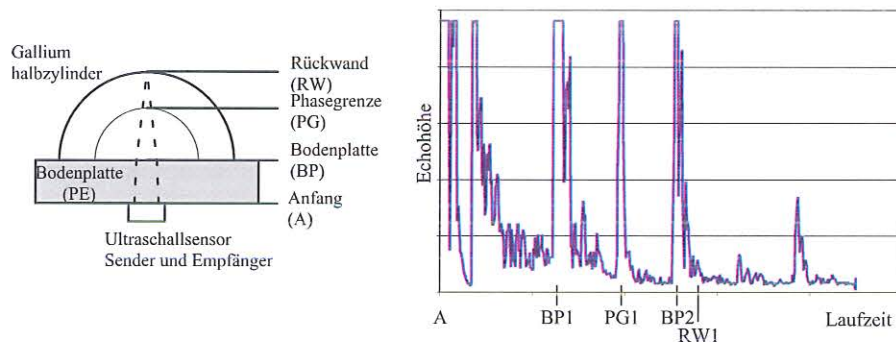 Gallium
halbzylinder
Rückwand
(RW)
Phasegrenze
(PG)
Bodenplatte
(BP)
Bodenplatte
(PE)
Anfang
(A)
Ultraschallsensor
Sender und Empfänger
Echohöhe
A
BP1
PG1
BP2
RW1
Laufzeit